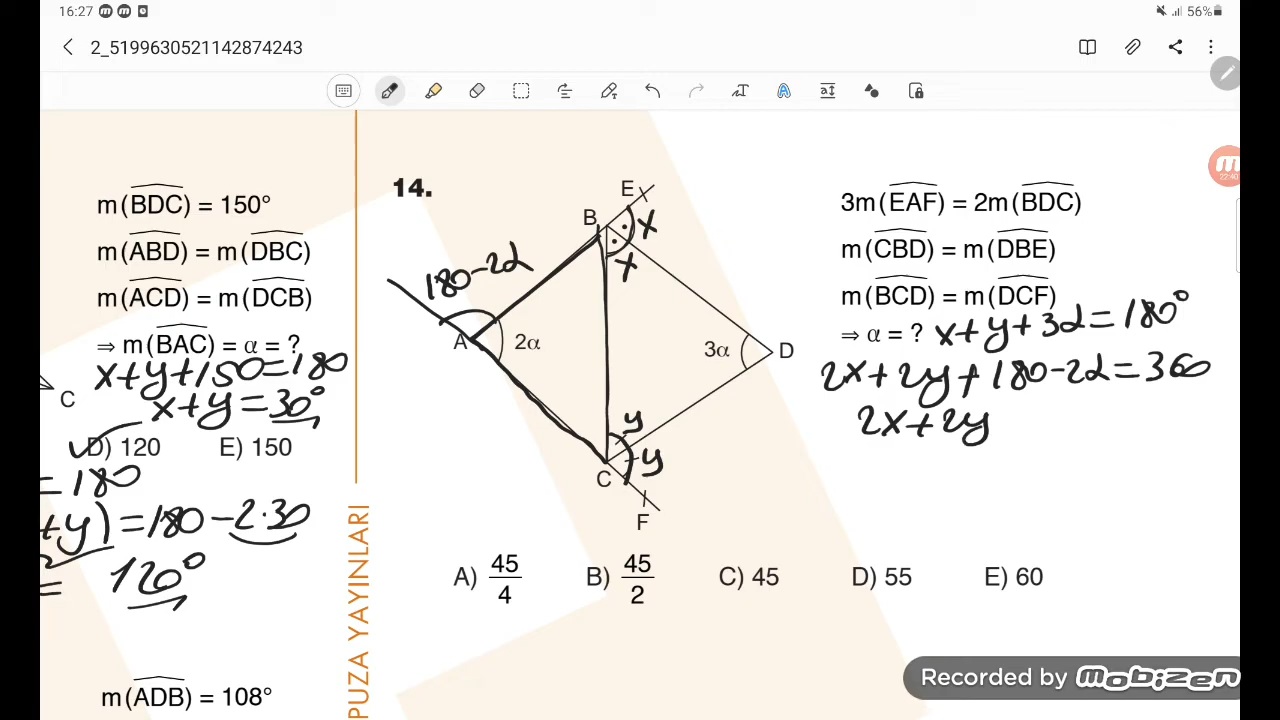 16:27
56%
2_5199630521142874243
m(BDC) = 150°
m(ABD) = m(DBC)
m(ACD) = m(DCB)
⇒ m(BAC) = α = ?
x+y+150=180
x+y=30°
C
D) 120 E) 150
=180
+y) =180-2·30
= 120°
m(ADB) = 108°
PUZA YAYINLARI
14.
E
B
x
x
180-2α
A
2α
3α
D
y
y
C
F
3m(EAF) = 2m(BDC)
m(CBD) = m(DBE)
m(BCD) = m(DCF)
⇒ α = ? x+y+3α=180°
2x+2y+180-2α=360
2x+2y
A) 45/4 B) 45/2 C) 45 D) 55 E) 60
22:40
Recorded by Mobizen